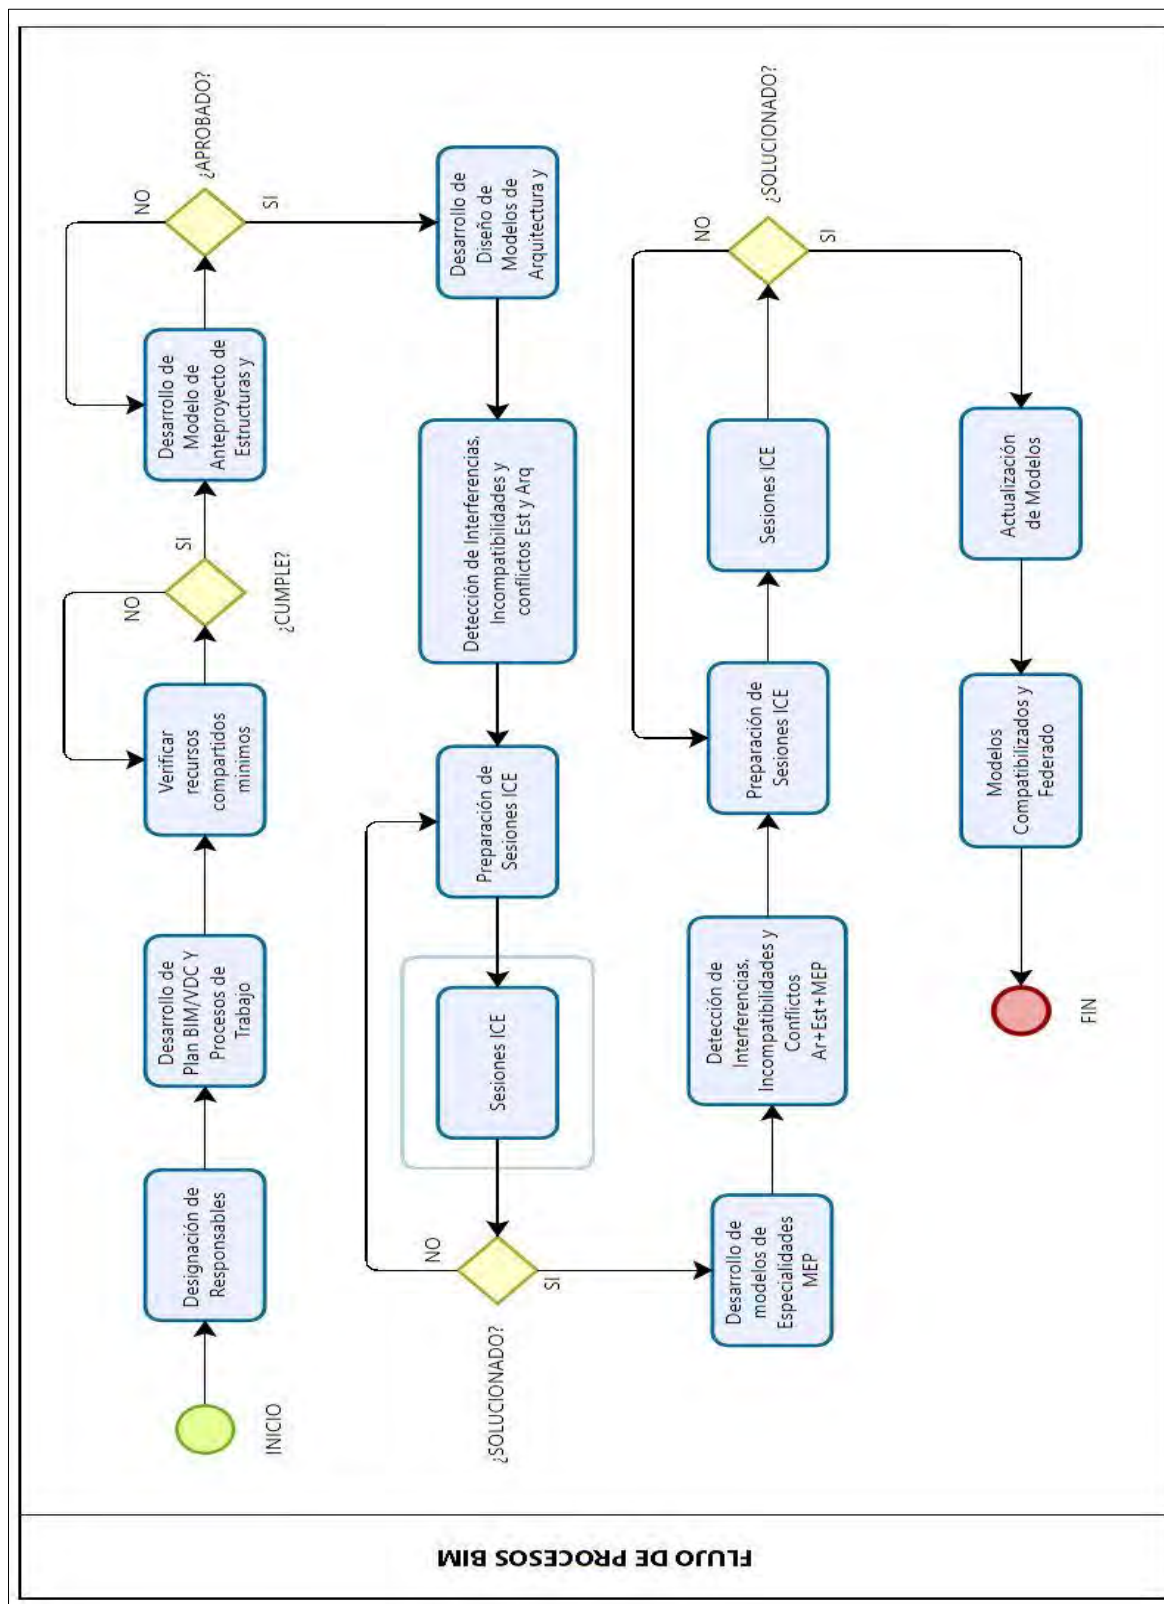 FLUJO DE PROCESOS BIM
INICIO
Designación de
Responsables
Desarrollo de
Plan BIM/VDC Y
Procesos de
Trabajo
Verificar
recursos
compartidos
minimos
¿CUMPLE?
NO
SI
Desarrollo de
Modelo de
Anteproyecto de
Estructuras y
¿APROBADO?
NO
SI
Desarrollo de
Diseño de
Modelos de
Arquitectura y
Detección de Interferencias,
Incompatibilidades y
conflictos Est y Arq
Preparación de
Sesiones ICE
Sesiones ICE
¿SOLUCIONADO?
NO
SI
Desarrollo de
modelos de
Especialidades
MEP
Detección de
Interferencias,
Incompatibilidades y
Conflictos
Ar+Est+MEP
Preparación de
Sesiones ICE
Sesiones ICE
¿SOLUCIONADO?
NO
SI
Actualización
de Modelos
Modelos
Compatibilizados y
Federado
FIN